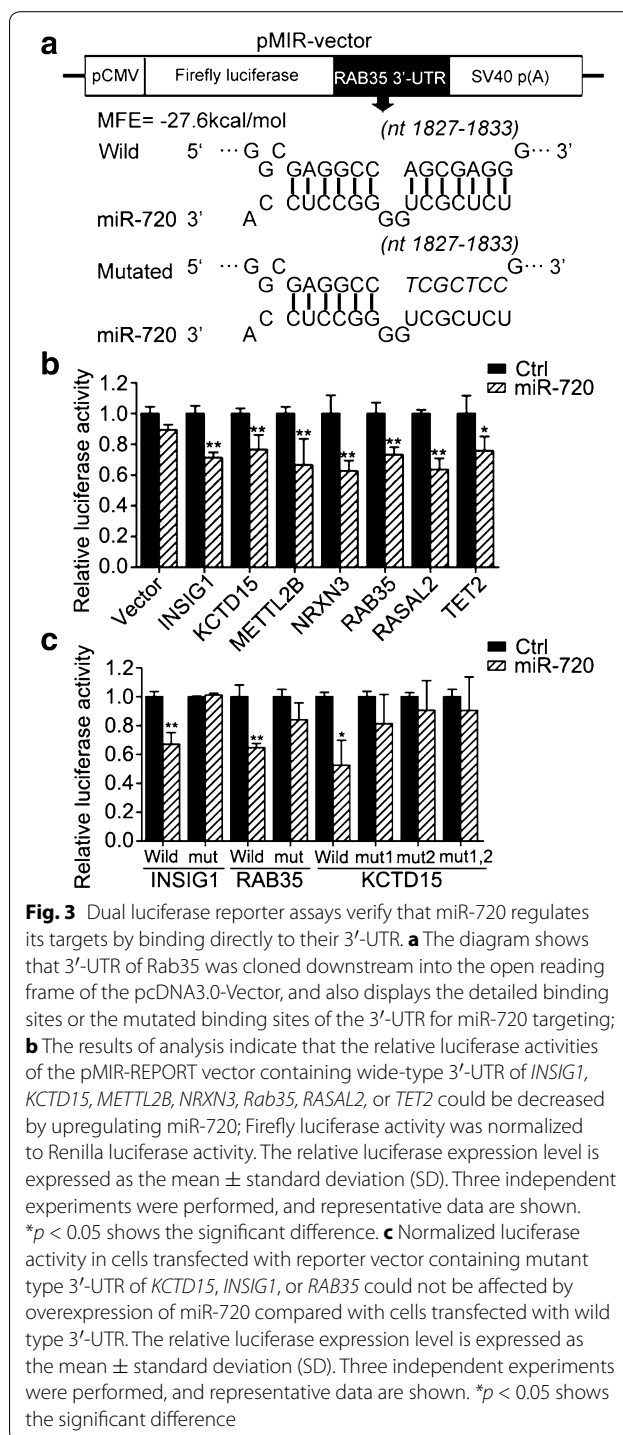 a
pMIR-vector
pCMV Firefly luciferase RAB35 3'-UTR SV40 p(A)
MFE= -27.6kcal/mol (nt 1827-1833)
Wild 5' ··· G C G GAGGCC AGCGAGG G··· 3'
miR-720 3' A C CUCCGG GG UCGCUCU
(nt 1827-1833)
Mutated 5' ··· G C G GAGGCC TCGCTCC G··· 3'
miR-720 3' A C CUCCGG GG UCGCUCU
b
Ctrl
miR-720
Relative luciferase activity
1.2
1.0
0.8
0.6
0.4
0.2
0.0
** ** ** ** ** ** *
Vector INSIG1 KCTD15 METTL2B NRXN3 RAB35 RASAL2 TET2
c
Ctrl
miR-720
Relative luciferase activity
1.2
1.0
0.8
0.6
0.4
0.2
0.0
** ** *
Wild mut Wild mut Wild mut1 mut2 mut1,2
INSIG1 RAB35 KCTD15
Fig. 3 Dual luciferase reporter assays verify that miR-720 regulates
its targets by binding directly to their 3′-UTR. a The diagram shows
that 3′-UTR of Rab35 was cloned downstream into the open reading
frame of the pcDNA3.0-Vector, and also displays the detailed binding
sites or the mutated binding sites of the 3′-UTR for miR-720 targeting;
b The results of analysis indicate that the relative luciferase activities
of the pMIR-REPORT vector containing wide-type 3′-UTR of INSIG1,
KCTD15, METTL2B, NRXN3, Rab35, RASAL2, or TET2 could be decreased
by upregulating miR-720; Firefly luciferase activity was normalized
to Renilla luciferase activity. The relative luciferase expression level is
expressed as the mean ± standard deviation (SD). Three independent
experiments were performed, and representative data are shown.
*p < 0.05 shows the significant difference. c Normalized luciferase
activity in cells transfected with reporter vector containing mutant
type 3′-UTR of KCTD15, INSIG1, or RAB35 could not be affected by
overexpression of miR-720 compared with cells transfected with wild
type 3′-UTR. The relative luciferase expression level is expressed as
the mean ± standard deviation (SD). Three independent experiments
were performed, and representative data are shown. *p < 0.05 shows
the significant difference